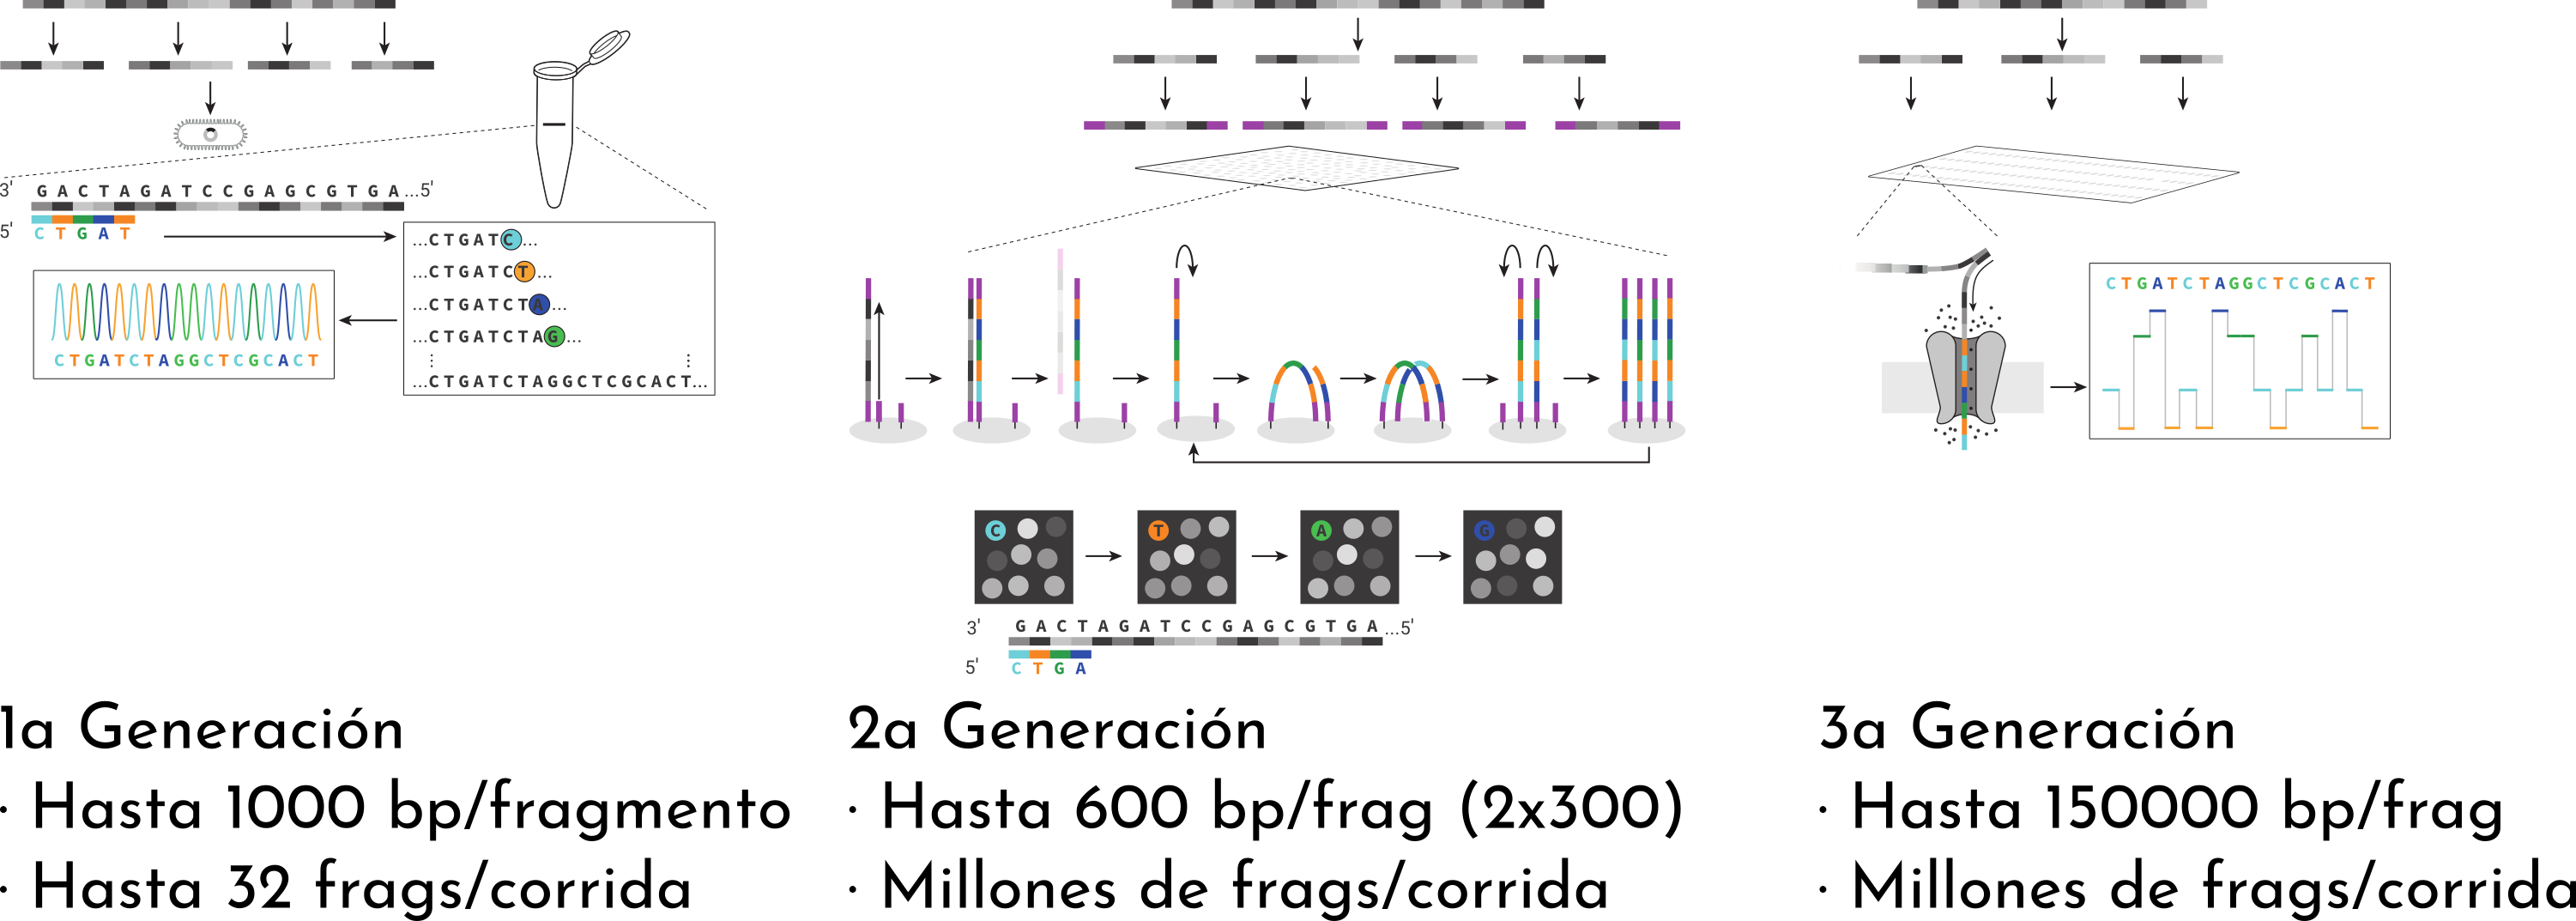 3' G A C T A G A T C C G A G C G T G A ...5'
5' C T G A T
...C T G A T C ...
...C T G A T C T ...
...C T G A T C T A ...
...C T G A T C T A G ...
...C T G A T C T A G G C T C G C A C T...
C T G A T C T A G G C T C G C A C T
C T A G
3' G A C T A G A T C C G A G C G T G A ...5'
5' C T G A
C T G A T C T A G G C T C G C A C T
1a Generación
· Hasta 1000 bp/fragmento
· Hasta 32 frags/corrida
2a Generación
· Hasta 600 bp/frag (2x300)
· Millones de frags/corrida
3a Generación
· Hasta 150000 bp/frag
· Millones de frags/corrida